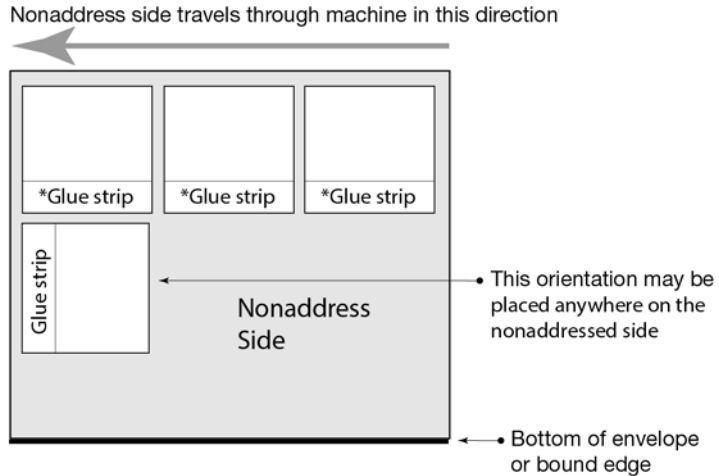 Nonaddress side travels through machine in this direction
*Glue strip
*Glue strip
*Glue strip
Glue strip
Nonaddress
Side
This orientation may be
placed anywhere on the
nonaddressed side
Bottom of envelope
or bound edge